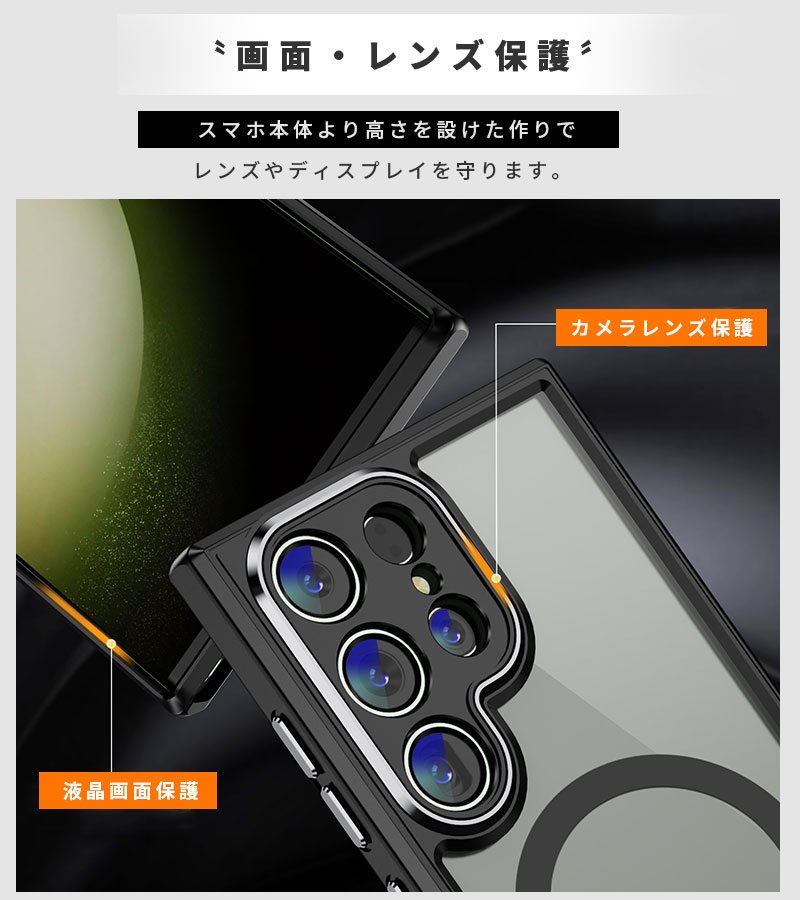 〝画面・レンズ保護〞
スマホ本体より高さを設けた作りで
レンズやディスプレイを守ります。
カメラレンズ保護
液晶画面保護